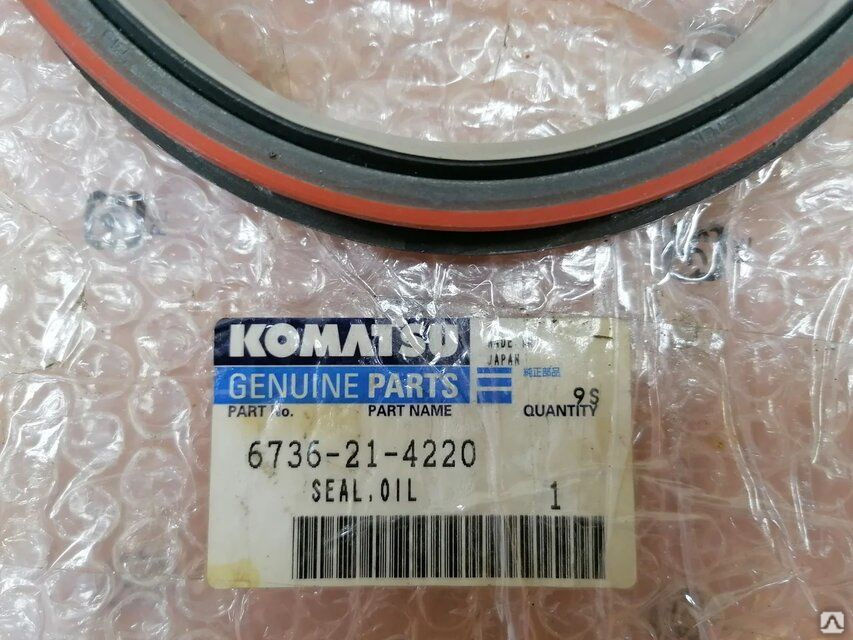 KOMATSU
MADE IN
JAPAN
GENUINE PARTS
純正部品
9S
PART No. PART NAME QUANTITY
6736-21-4220
SEAL,OIL 1